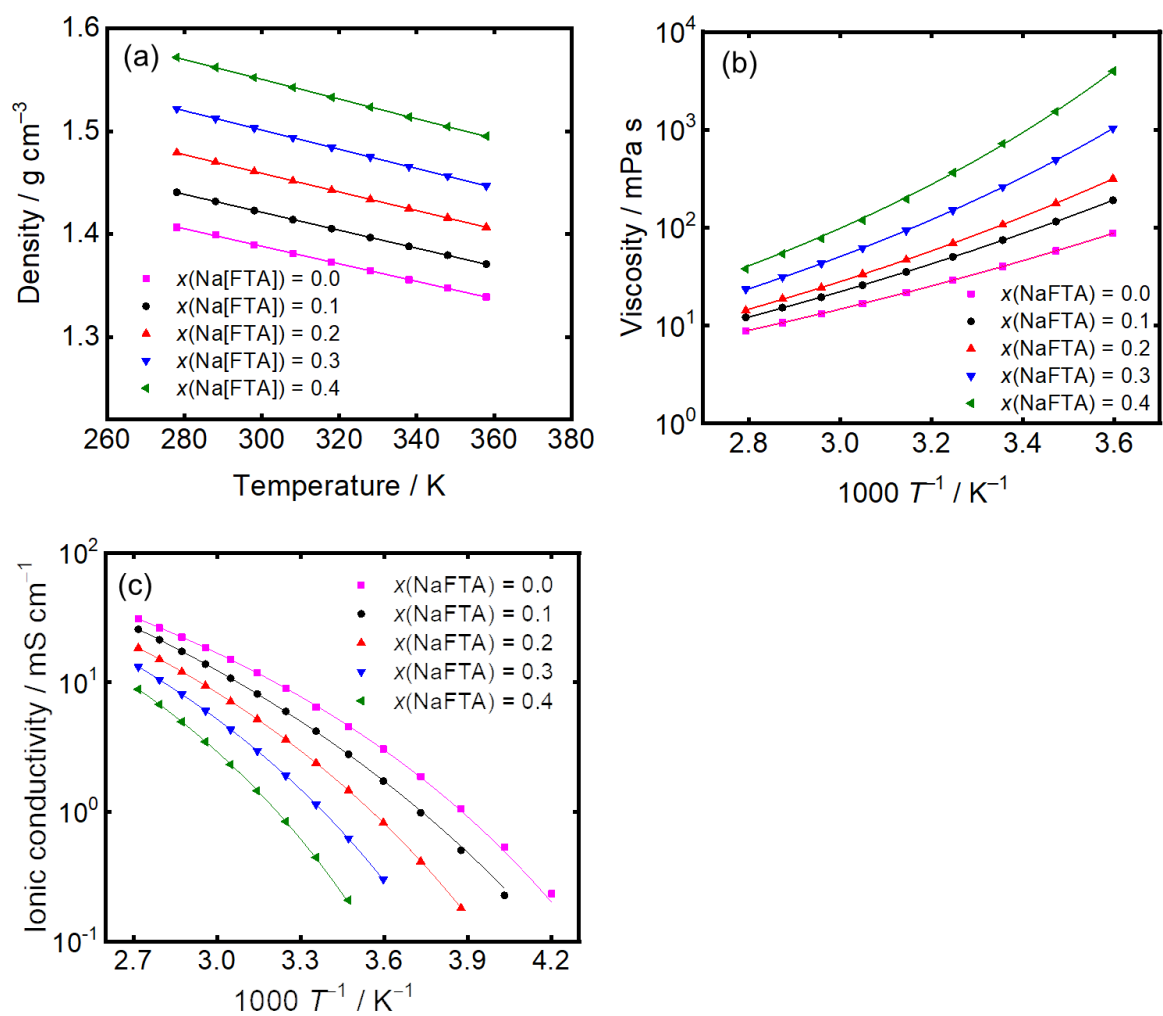 (a)
Density / g cm⁻³
1.6
1.5
1.4
1.3
x(Na[FTA]) = 0.0
x(Na[FTA]) = 0.1
x(Na[FTA]) = 0.2
x(Na[FTA]) = 0.3
x(Na[FTA]) = 0.4
260 280 300 320 340 360 380
Temperature / K
(b)
Viscosity / mPa s
10⁴
10³
10²
10¹
10⁰
x(NaFTA) = 0.0
x(NaFTA) = 0.1
x(NaFTA) = 0.2
x(NaFTA) = 0.3
x(NaFTA) = 0.4
2.8 3.0 3.2 3.4 3.6
1000 T⁻¹ / K⁻¹
(c)
Ionic conductivity / mS cm⁻¹
10²
10¹
10⁰
10⁻¹
x(NaFTA) = 0.0
x(NaFTA) = 0.1
x(NaFTA) = 0.2
x(NaFTA) = 0.3
x(NaFTA) = 0.4
2.7 3.0 3.3 3.6 3.9 4.2
1000 T⁻¹ / K⁻¹